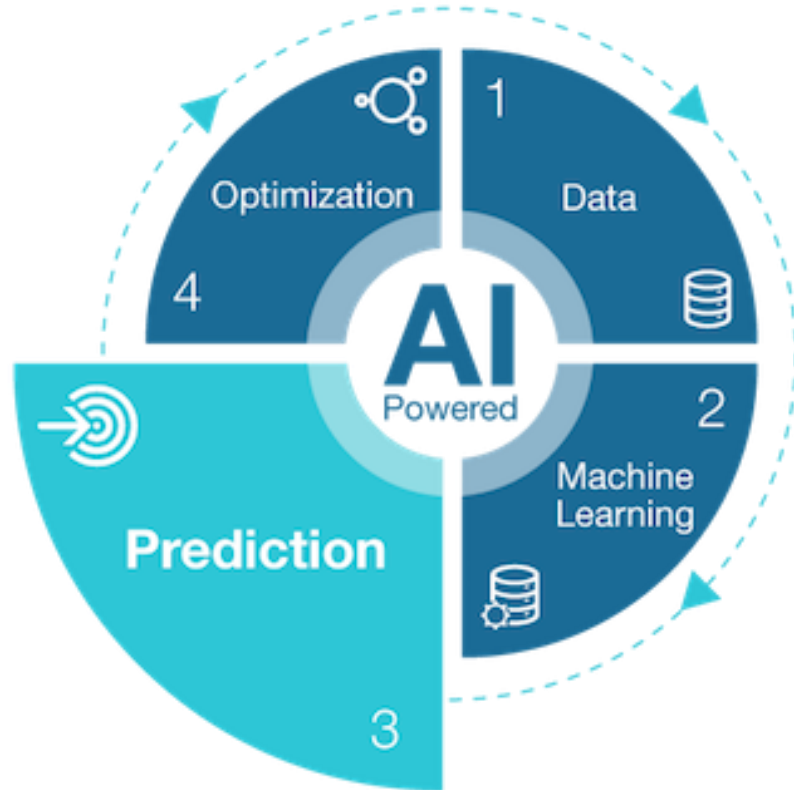 1
Data
2
Machine
Learning
3
Prediction
4
Optimization
AI
Powered